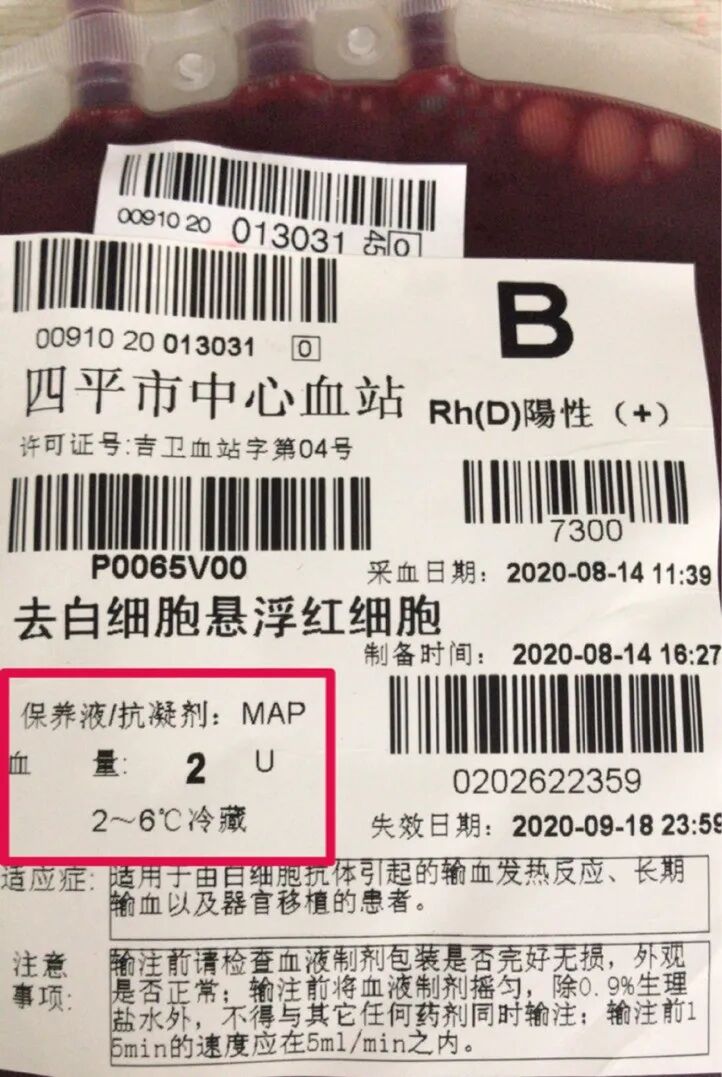 00910 20 013031 45 0
00910 20 013031 0
B
四平市中心血站
Rh(D)陽性（+）
许可证号:吉卫血站字第04号
7300
P0065V00
采血日期：2020-08-14 11:39
去白细胞悬浮红细胞
制备时间：2020-08-14 16:27
保养液/抗凝剂：MAP
血 量: 2 U
0202622359
2～6℃冷藏
失效日期：2020-09-18 23:59
适应症:
适用于由白细胞抗体引起的输血发热反应、长期
输血以及器官移植的患者。
注意
事项:
输注前请检查血液制剂包装是否完好无损，外观
是否正常；输注前将血液制剂摇匀，除0.9%生理
盐水外，不得与其它任何药剂同时输注；输注前1
5min的速度应在5ml/min之内。